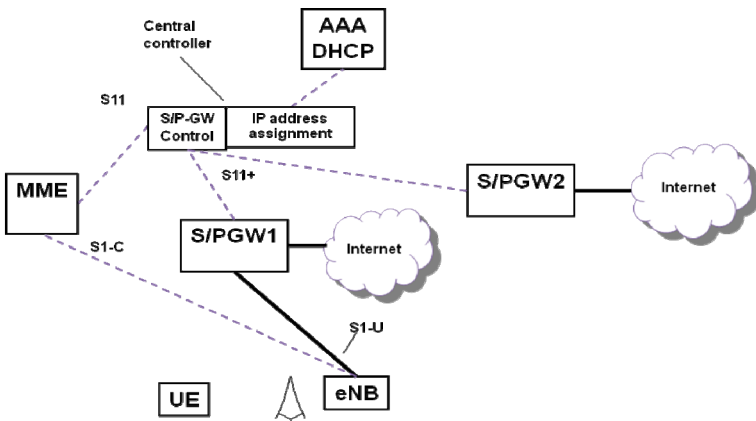 Central
controller
AAA
DHCP
S11
S/P-GW
Control
IP address
assignment
S11+
MME
S/PGW2
Internet
S/PGW1
Internet
S1-C
S1-U
UE
eNB